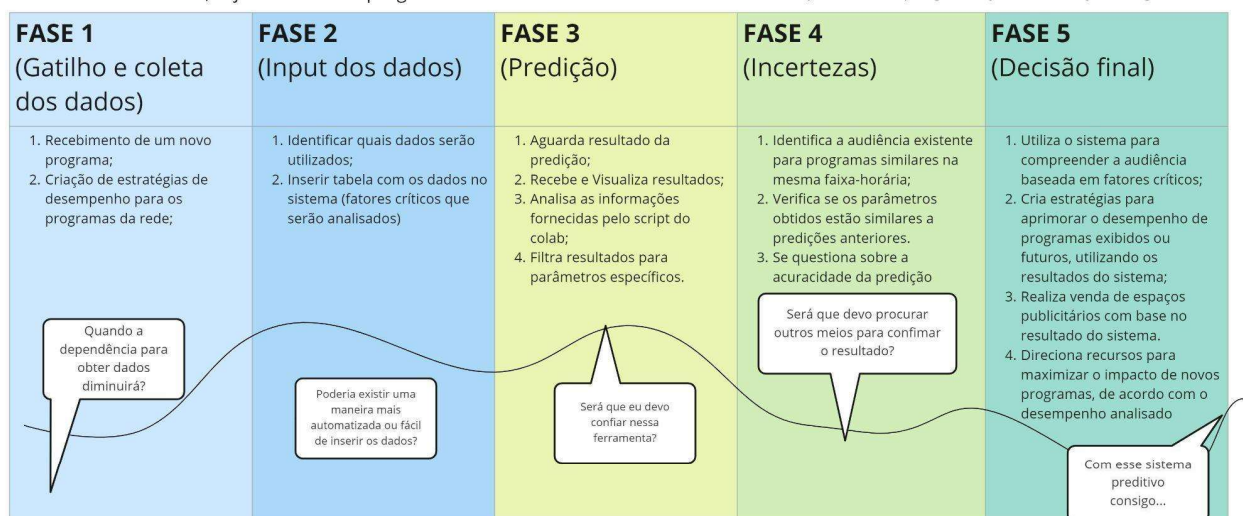 FASE 1
(Gatilho e coleta
dos dados)
1. Recebimento de um novo
programa;
2. Criação de estratégias de
desempenho para os
programas da rede;
Quando a
dependência para
obter dados
diminuirá?
FASE 2
(Input dos dados)
1. Identificar quais dados serão
utilizados;
2. Inserir tabela com os dados no
sistema (fatores críticos que
serão analisados)
Poderia existir uma
maneira mais
automatizada ou fácil
de inserir os dados?
FASE 3
(Predição)
1. Aguarda resultado da
predição;
2. Recebe e Visualiza resultados;
3. Analisa as informações
fornecidas pelo script do
colab;
4. Filtra resultados para
parâmetros específicos.
Será que eu devo
confiar nessa
ferramenta?
FASE 4
(Incertezas)
1. Identifica a audiência existente
para programas similares na
mesma faixa-horária;
2. Verifica se os parâmetros
obtidos estão similares a
predições anteriores.
3. Se questiona sobre a
acuracidade da predição
Será que devo procurar
outros meios para confimar
o resultado?
FASE 5
(Decisão final)
1. Utiliza o sistema para
compreender a audiência
baseada em fatores críticos;
2. Cria estratégias para
aprimorar o desempenho de
programas exibidos ou
futuros, utilizando os
resultados do sistema;
3. Realiza venda de espaços
publicitários com base no
resultado do sistema.
4. Direciona recursos para
maximizar o impacto de novos
programas, de acordo com o
desempenho analisado
Com esse sistema
preditivo
consigo...